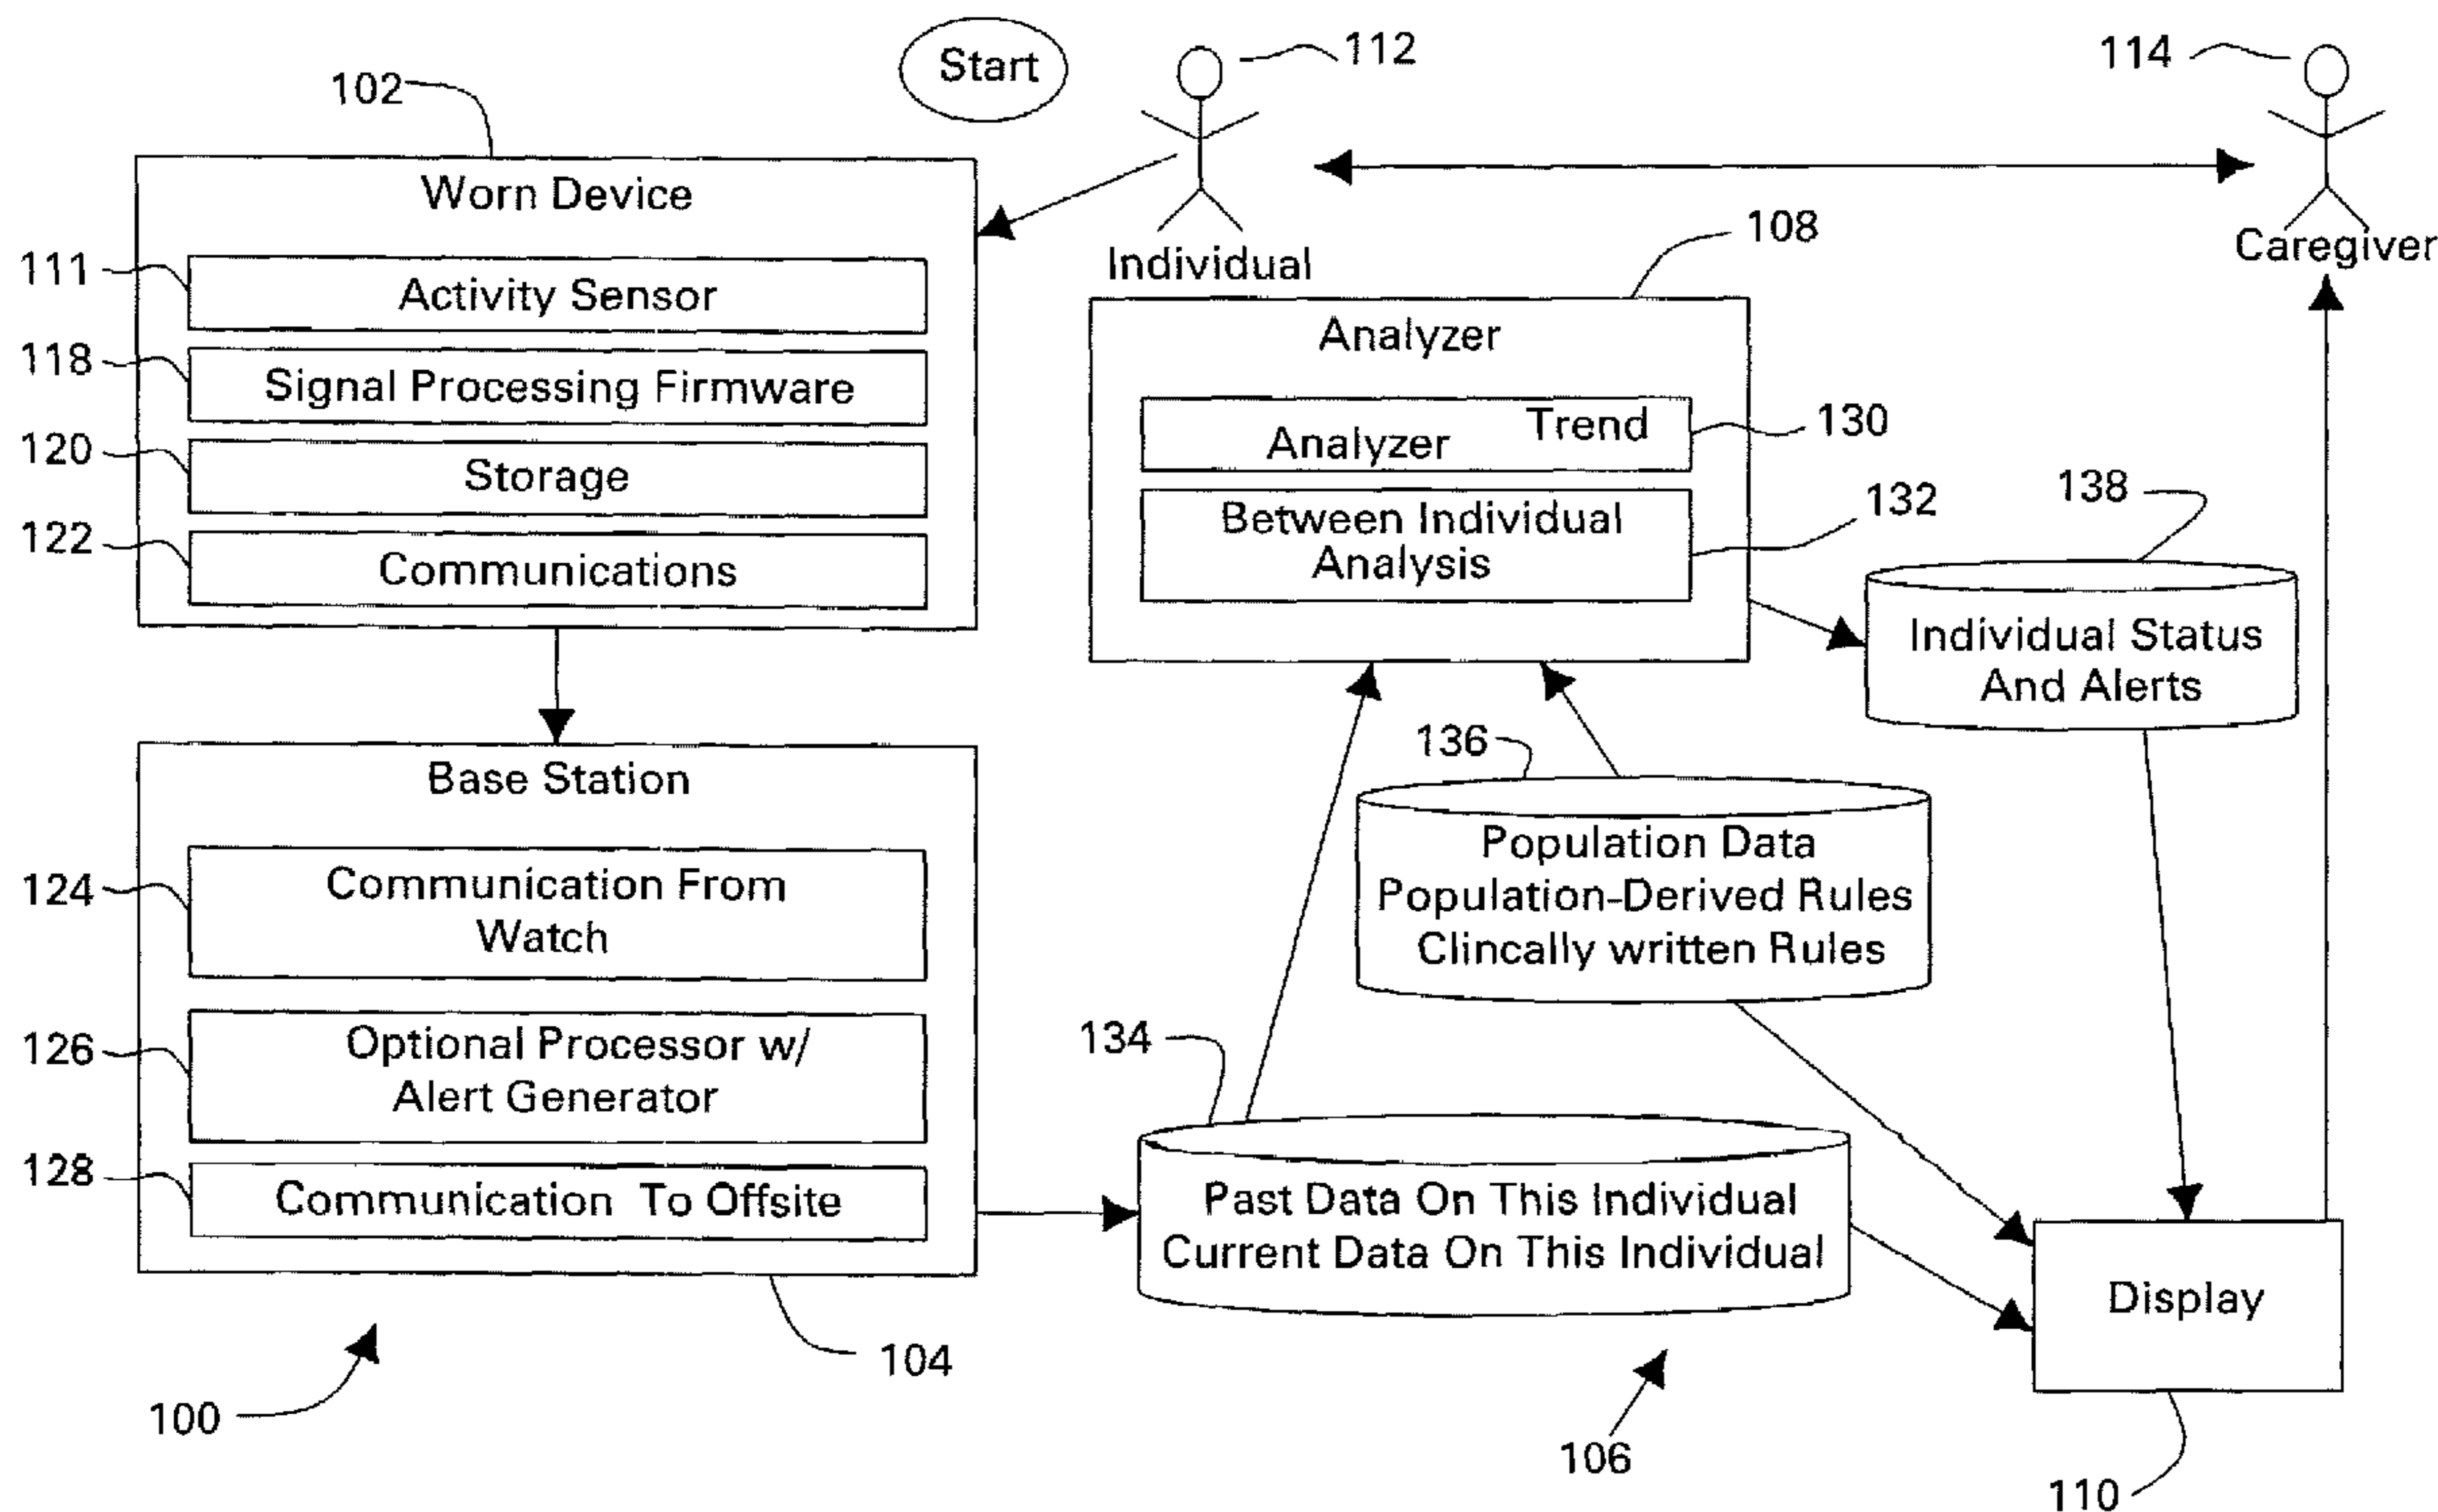 Start
112
114
102
Worn Device
Individual
Caregiver
108
111
Activity Sensor
118
Signal Processing Firmware
120
Storage
122
Communications
Analyzer
Trend
Analyzer
130
Between Individual
Analysis
132
138
Individual Status
And Alerts
Base Station
124
Communication From
Watch
126
Optional Processor w/
Alert Generator
128
Communication To Offsite
104
100
136
Population Data
Population-Derived Rules
Clincally written Rules
134
Past Data On This Individual
Current Data On This Individual
106
Display
110